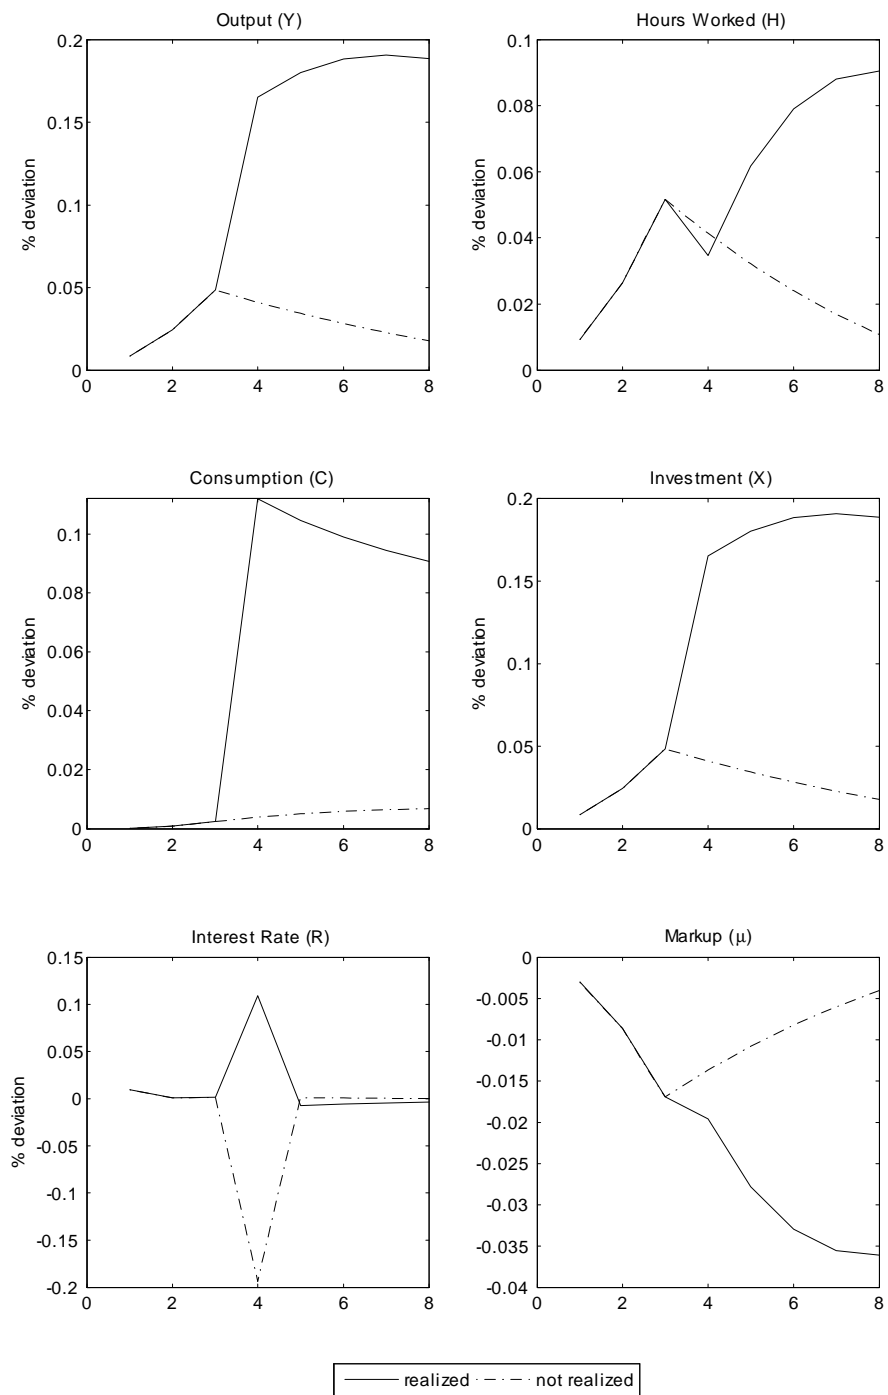 Output (Y)
% deviation
0.2
0.15
0.1
0.05
0
0 2 4 6 8
Hours Worked (H)
% deviation
0.1
0.08
0.06
0.04
0.02
0
0 2 4 6 8
Consumption (C)
% deviation
0.1
0.08
0.06
0.04
0.02
0
0 2 4 6 8
Investment (X)
% deviation
0.2
0.15
0.1
0.05
0
0 2 4 6 8
Interest Rate (R)
% deviation
0.15
0.1
0.05
0
-0.05
-0.1
-0.15
-0.2
0 2 4 6 8
Markup (μ)
0
-0.005
-0.01
-0.015
-0.02
-0.025
-0.03
-0.035
-0.04
0 2 4 6 8
realized not realized